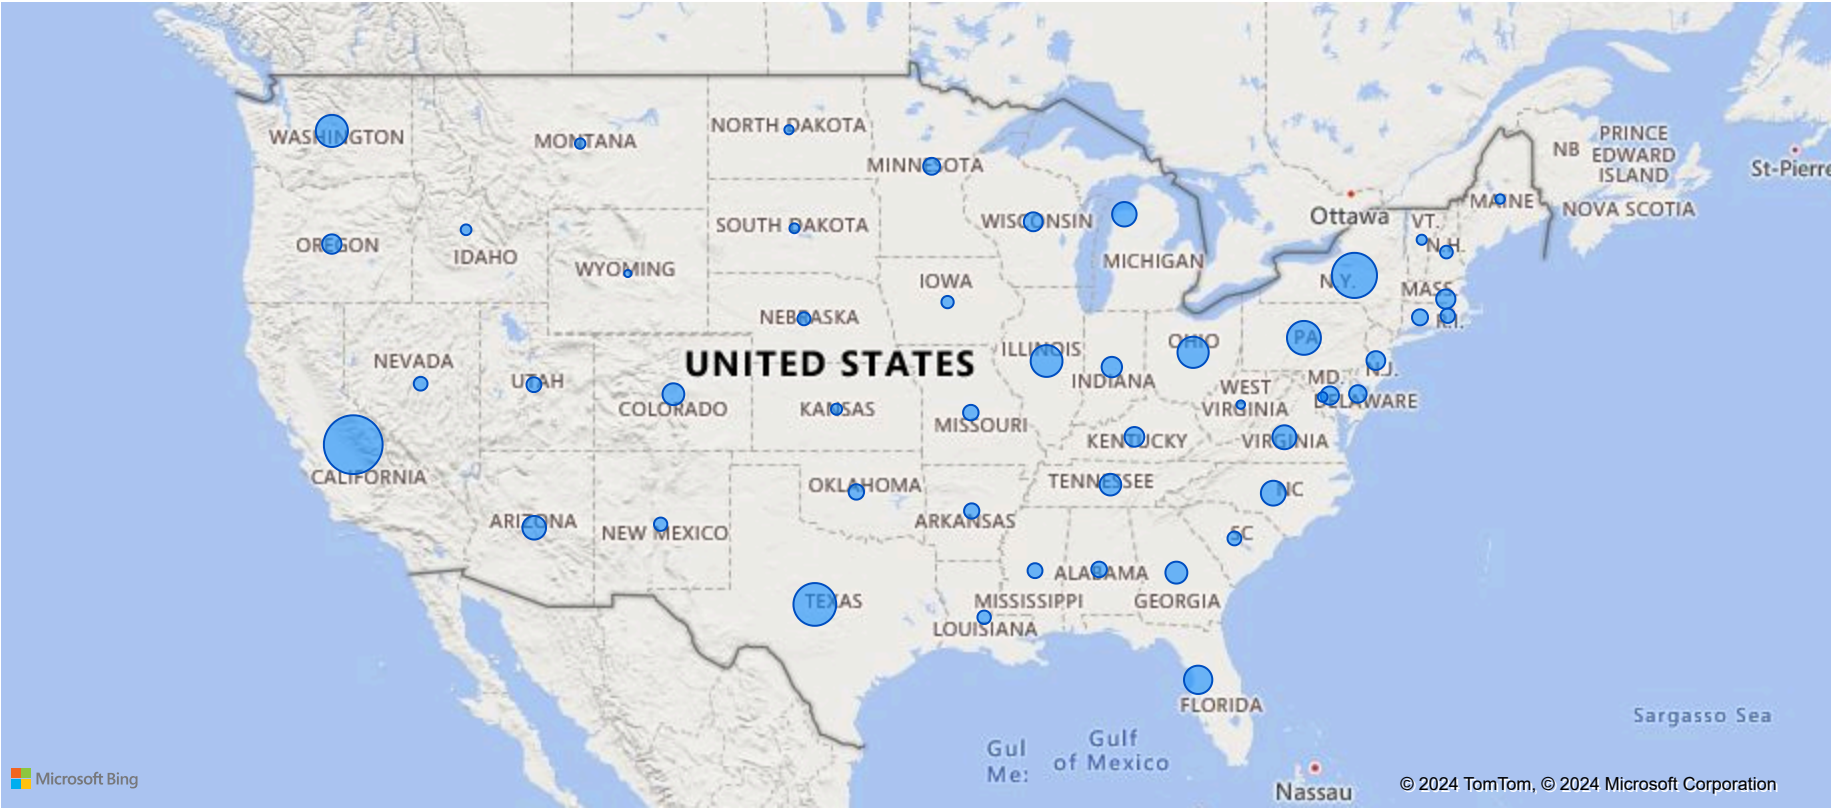 NORTH DAKOTA
WASHINGTON
MONTANA
MINNESOTA
NB
PRINCE
EDWARD
ISLAND
St-Pierre
MAINE
NOVA SCOTIA
Ottawa
VT.
N.H.
WISCONSIN
SOUTH DAKOTA
OREGON
IDAHO
WYOMING
MICHIGAN
IOWA
N.Y.
MASS.
R.I.
NEBRASKA
PA
OHIO
ILLINOIS
NEVADA
UNITED STATES
UTAH
INDIANA
N.J.
MD.
WEST
VIRGINIA
DELAWARE
COLORADO
KANSAS
MISSOURI
KENTUCKY
VIRGINIA
CALIFORNIA
OKLAHOMA
TENNESSEE
NC
ARIZONA
NEW MEXICO
ARKANSAS
SC
ALABAMA
TEXAS
MISSISSIPPI
GEORGIA
LOUISIANA
FLORIDA
Sargasso Sea
Gul
Me:
Gulf
of Mexico
Nassau
Microsoft Bing
© 2024 TomTom, © 2024 Microsoft Corporation